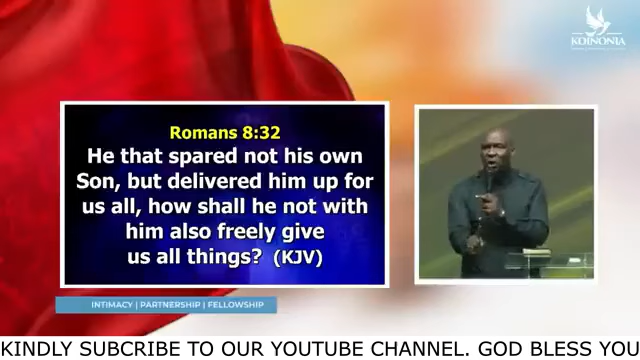 KOINONIA
Romans 8:32
He that spared not his own
Son, but delivered him up for
us all, how shall he not with
him also freely give
us all things? (KJV)
INTIMACY | PARTNERSHIP | FELLOWSHIP
KINDLY SUBCRIBE TO OUR YOUTUBE CHANNEL. GOD BLESS YOU